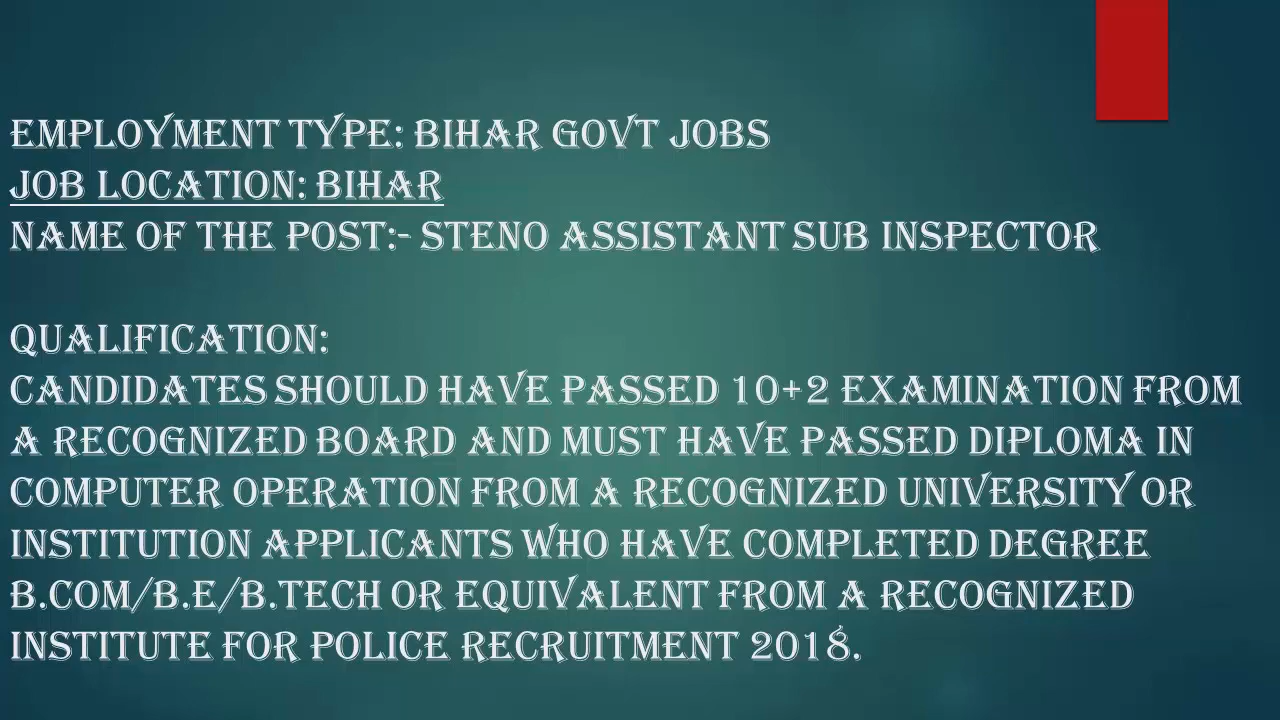 EMPLOYMENT TYPE: BIHAR GOVT JOBS
JOB LOCATION: BIHAR
NAME OF THE POST:- STENO ASSISTANT SUB INSPECTOR
QUALIFICATION:
CANDIDATES SHOULD HAVE PASSED 10+2 EXAMINATION FROM
A RECOGNIZED BOARD AND MUST HAVE PASSED DIPLOMA IN
COMPUTER OPERATION FROM A RECOGNIZED UNIVERSITY OR
INSTITUTION APPLICANTS WHO HAVE COMPLETED DEGREE
B.COM/B.E/B.TECH OR EQUIVALENT FROM A RECOGNIZED
INSTITUTE FOR POLICE RECRUITMENT 2018.